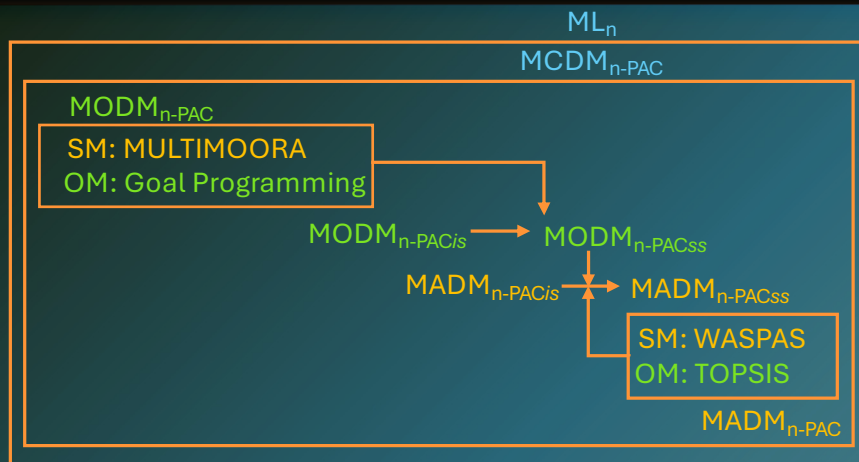 MLn
MCDMn-PAC
MODMn-PAC
SM: MULTIMOORA
OM: Goal Programming
MODMn-PACis
MODMn-PACss
MADMn-PACis
MADMn-PACss
SM: WASPAS
OM: TOPSIS
MADMn-PAC